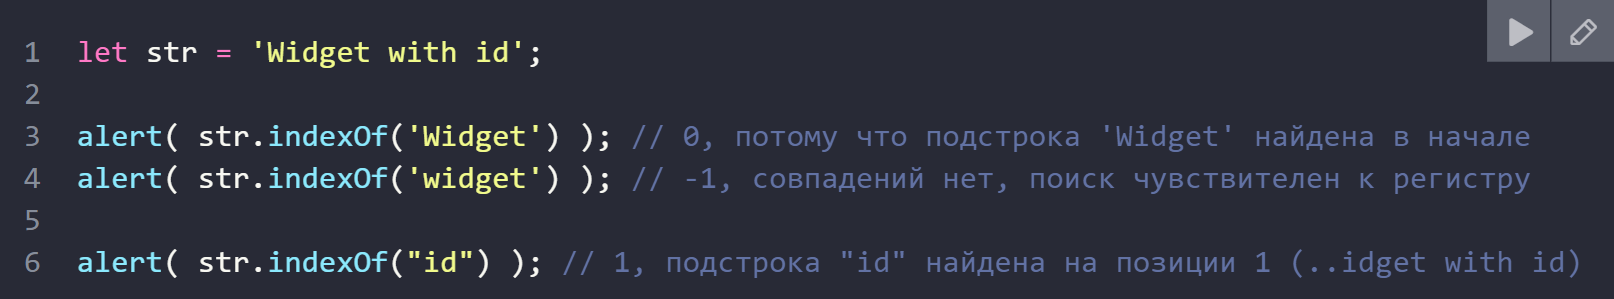 1 let str = 'Widget with id';
2
3 alert( str.indexOf('Widget') ); // 0, потому что подстрока 'Widget' найдена в начале
4 alert( str.indexOf('widget') ); // -1, совпадений нет, поиск чувствителен к регистру
5
6 alert( str.indexOf("id") ); // 1, подстрока "id" найдена на позиции 1 (..idget with id)